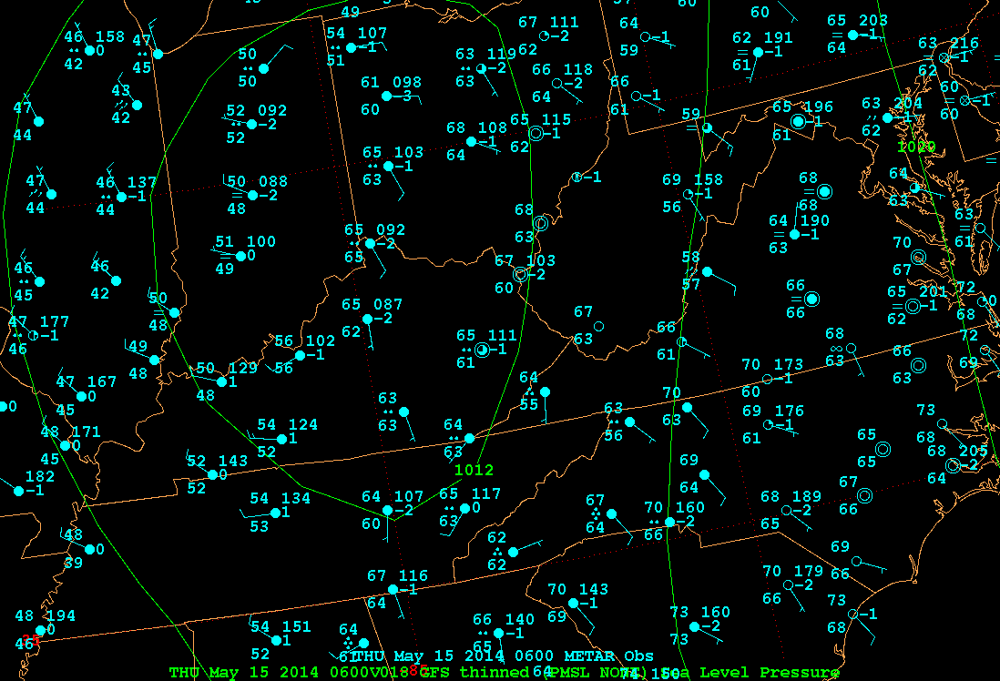 49
46 158 42
47 45
50 50
54 107 -1 51
63 119 -2 63
67 111 -2 62
64 -1 59
60
62 191 -1 61
65 203 -1
63 216 -1 62
43 42
61 098 -3 60
66 118 -2 64
66 -1 61
60 -1 60
47 44
52 092 -2 52
68 108 -1 64
65 115 -1 62
59
65 196 -1 61
63 204 -1 62
1020
47 44
46 137 -1 44
50 088 -2 48
65 103 -1 63
-1
69 158 -1 56
68 68
64 63
46 45
46 42
51 100 0 49
65 092 -2 65
68 63
64 190 -1 63
63 61
70 67
67 103 -2 60
58 57
50 48
66 66
65 201 -1 62
72 0 68
47 177 -1 46
65 087 -2 62
67 63
66 61
49 48
56 102 -1 56
65 111 -1 61
68 63
66 63
72 69
50 129 1 48
70 173 -1 60
47 167 0 45
0
63 63
64 55
63 56
70 63
69 176 -1 61
73
48 171 0 45
54 124 1 52
64 63
65 65
68 205 -2 64
1012
182 -1
52 143 0 52
69 64
67 66
54 134 1 53
64 107 -2 60
65 117 0 63
67 64
70 160 -2 66
68 189 -2 65
48 0 39
62 62
69 66
67 116 -1 64
70 143 -1 69
70 179 -2 66
48 194 0 46
54 151 1 52
64 61
66 140 -1 65
73 160 -2 73
73 -1 68
THU May 15 2014 0600 METAR Obs
THU May 15 2014 0600V018 GFS thinned (PMSL NOTA) Sea Level Pressure